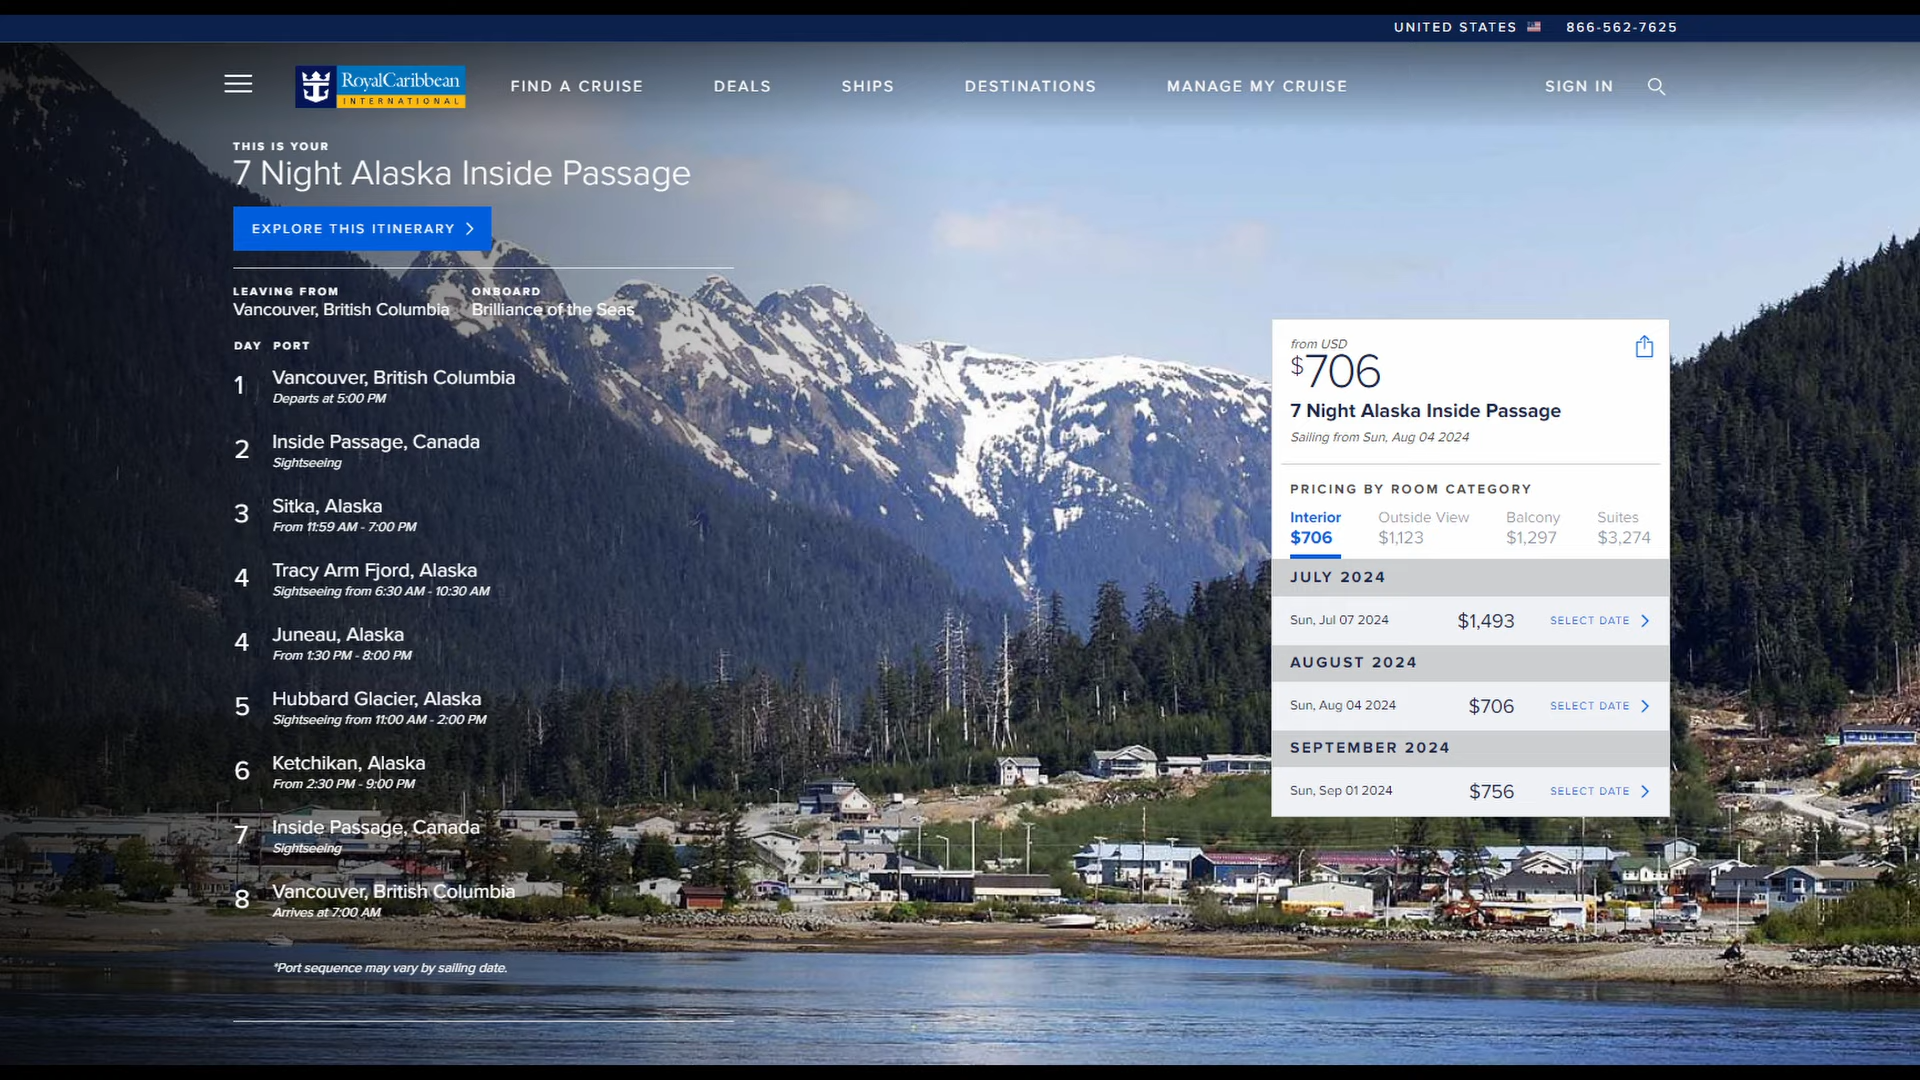 UNITED STATES 866-562-7625
RoyalCaribbean
INTERNATIONAL
FIND A CRUISE DEALS SHIPS DESTINATIONS MANAGE MY CRUISE SIGN IN
THIS IS YOUR
7 Night Alaska Inside Passage
EXPLORE THIS ITINERARY
LEAVING FROM ONBOARD
Vancouver, British Columbia Brilliance of the Seas
DAY PORT
1 Vancouver, British Columbia
Departs at 5:00 PM
2 Inside Passage, Canada
Sightseeing
3 Sitka, Alaska
From 11:59 AM - 7:00 PM
4 Tracy Arm Fjord, Alaska
Sightseeing from 6:30 AM - 10:30 AM
4 Juneau, Alaska
From 1:30 PM - 8:00 PM
5 Hubbard Glacier, Alaska
Sightseeing from 11:00 AM - 2:00 PM
6 Ketchikan, Alaska
From 2:30 PM - 9:00 PM
7 Inside Passage, Canada
Sightseeing
8 Vancouver, British Columbia
Arrives at 7:00 AM
*Port sequence may vary by sailing date.
from USD
$706
7 Night Alaska Inside Passage
Sailing from Sun, Aug 04 2024
PRICING BY ROOM CATEGORY
Interior Outside View Balcony Suites
$706 $1,123 $1,297 $3,274
JULY 2024
Sun, Jul 07 2024 $1,493 SELECT DATE
AUGUST 2024
Sun, Aug 04 2024 $706 SELECT DATE
SEPTEMBER 2024
Sun, Sep 01 2024 $756 SELECT DATE